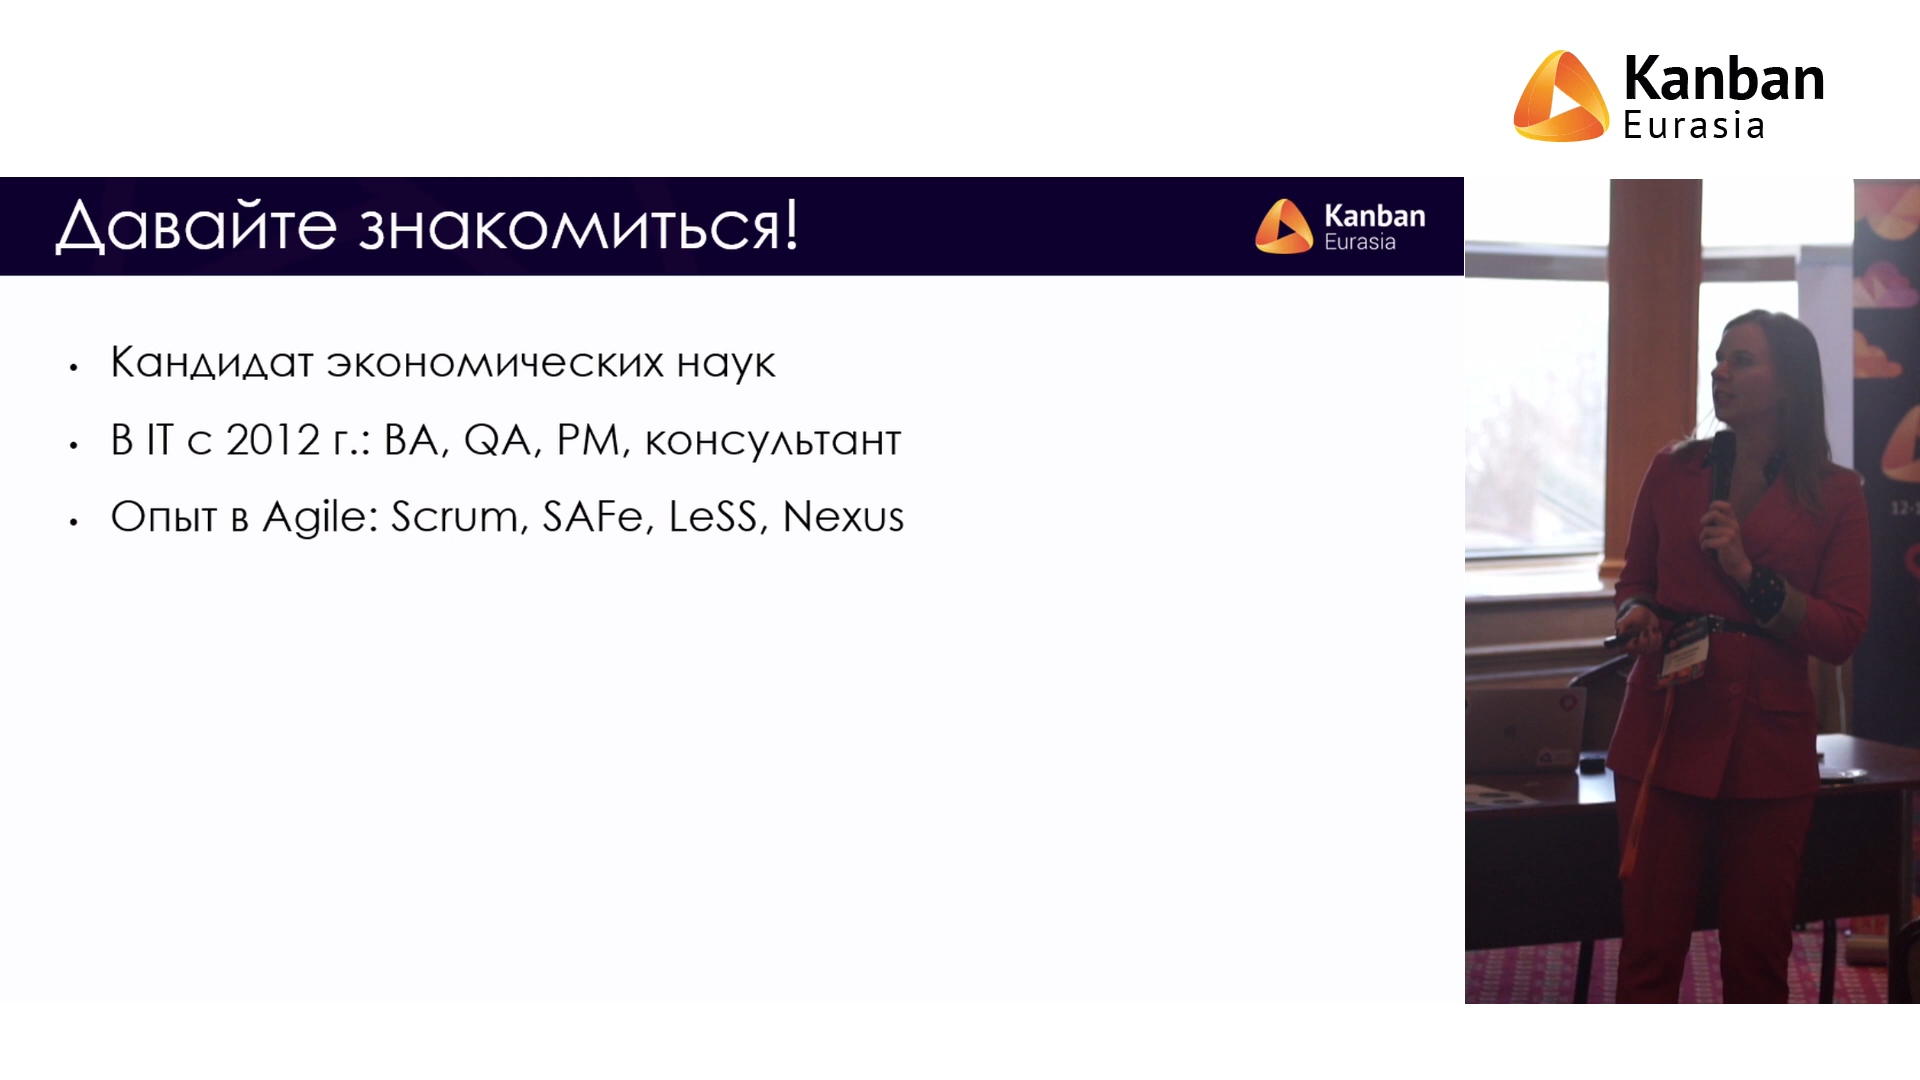 Kanban
Eurasia
Давайте знакомиться!
Kanban
Eurasia
• Кандидат экономических наук
• В IT с 2012 г.: BA, QA, PM, консультант
• Опыт в Agile: Scrum, SAFe, LeSS, Nexus